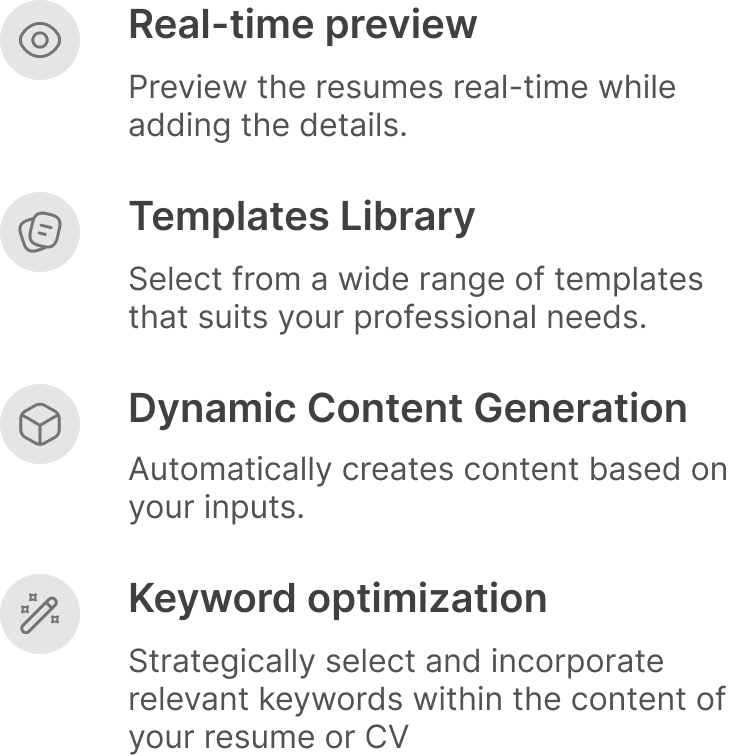 Real-time preview
Preview the resumes real-time while
adding the details.
Templates Library
Select from a wide range of templates
that suits your professional needs.
Dynamic Content Generation
Automatically creates content based on
your inputs.
Keyword optimization
Strategically select and incorporate
relevant keywords within the content of
your resume or CV